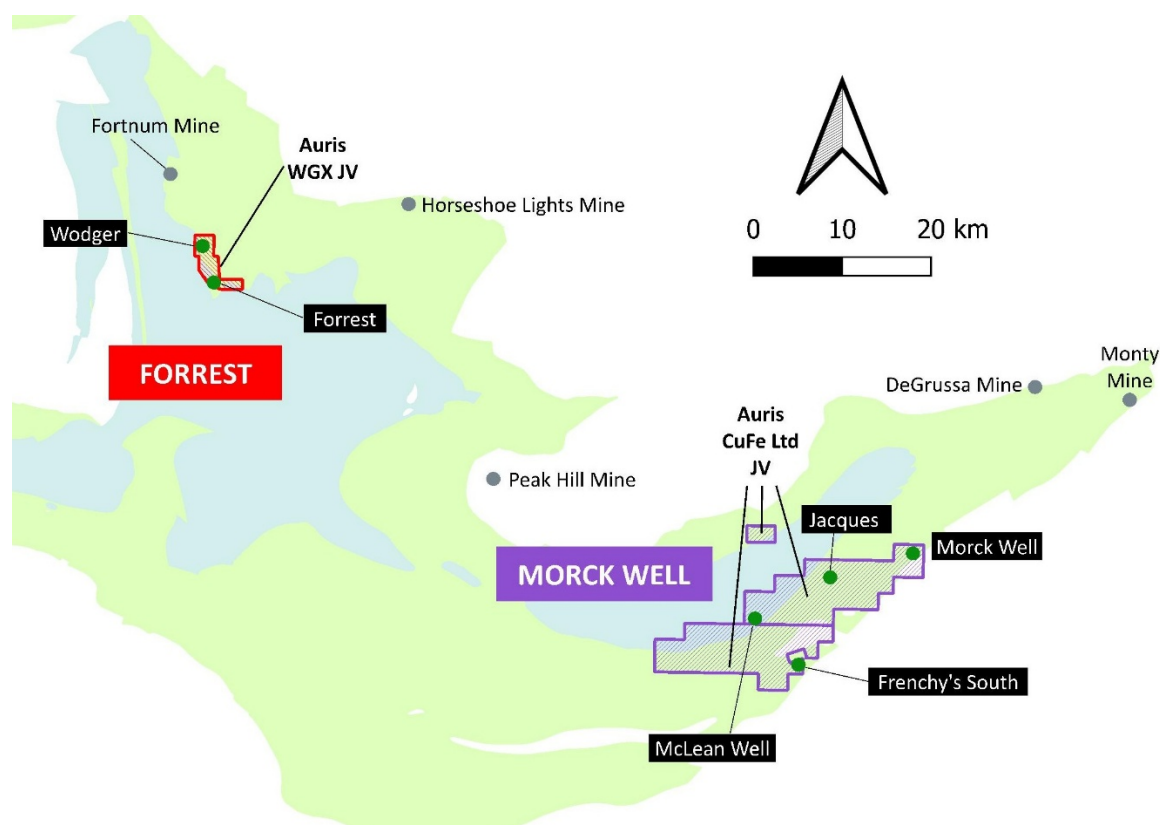 Fortnum Mine
Auris
WGX JV
Horseshoe Lights Mine
Wodger
Forrest
FORREST
0 10 20 km
Monty
Mine
DeGrussa Mine
Auris
CuFe Ltd
JV
Peak Hill Mine
Jacques
Morck Well
MORCK WELL
Frenchy's South
McLean Well